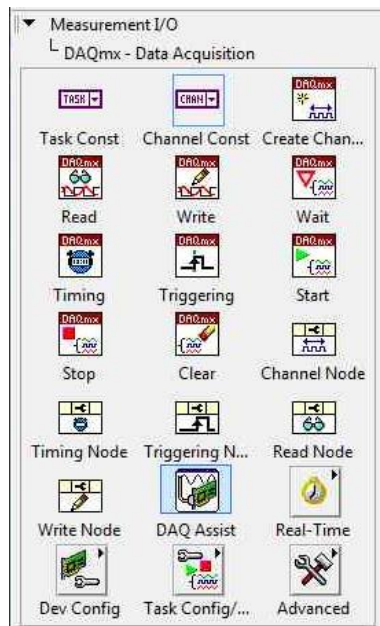 Measurement I/O
DAQmx - Data Acquisition
TASK CHAN DAQmx
Task Const Channel Const Create Chan...
DAQmx DAQmx DAQmx
Read Write Wait
DAQmx DAQmx DAQmx
Timing Triggering Start
DAQmx DAQmx
Stop Clear Channel Node
Timing Node Triggering N... Read Node
Write Node DAQ Assist Real-Time
Dev Config Task Config/... Advanced